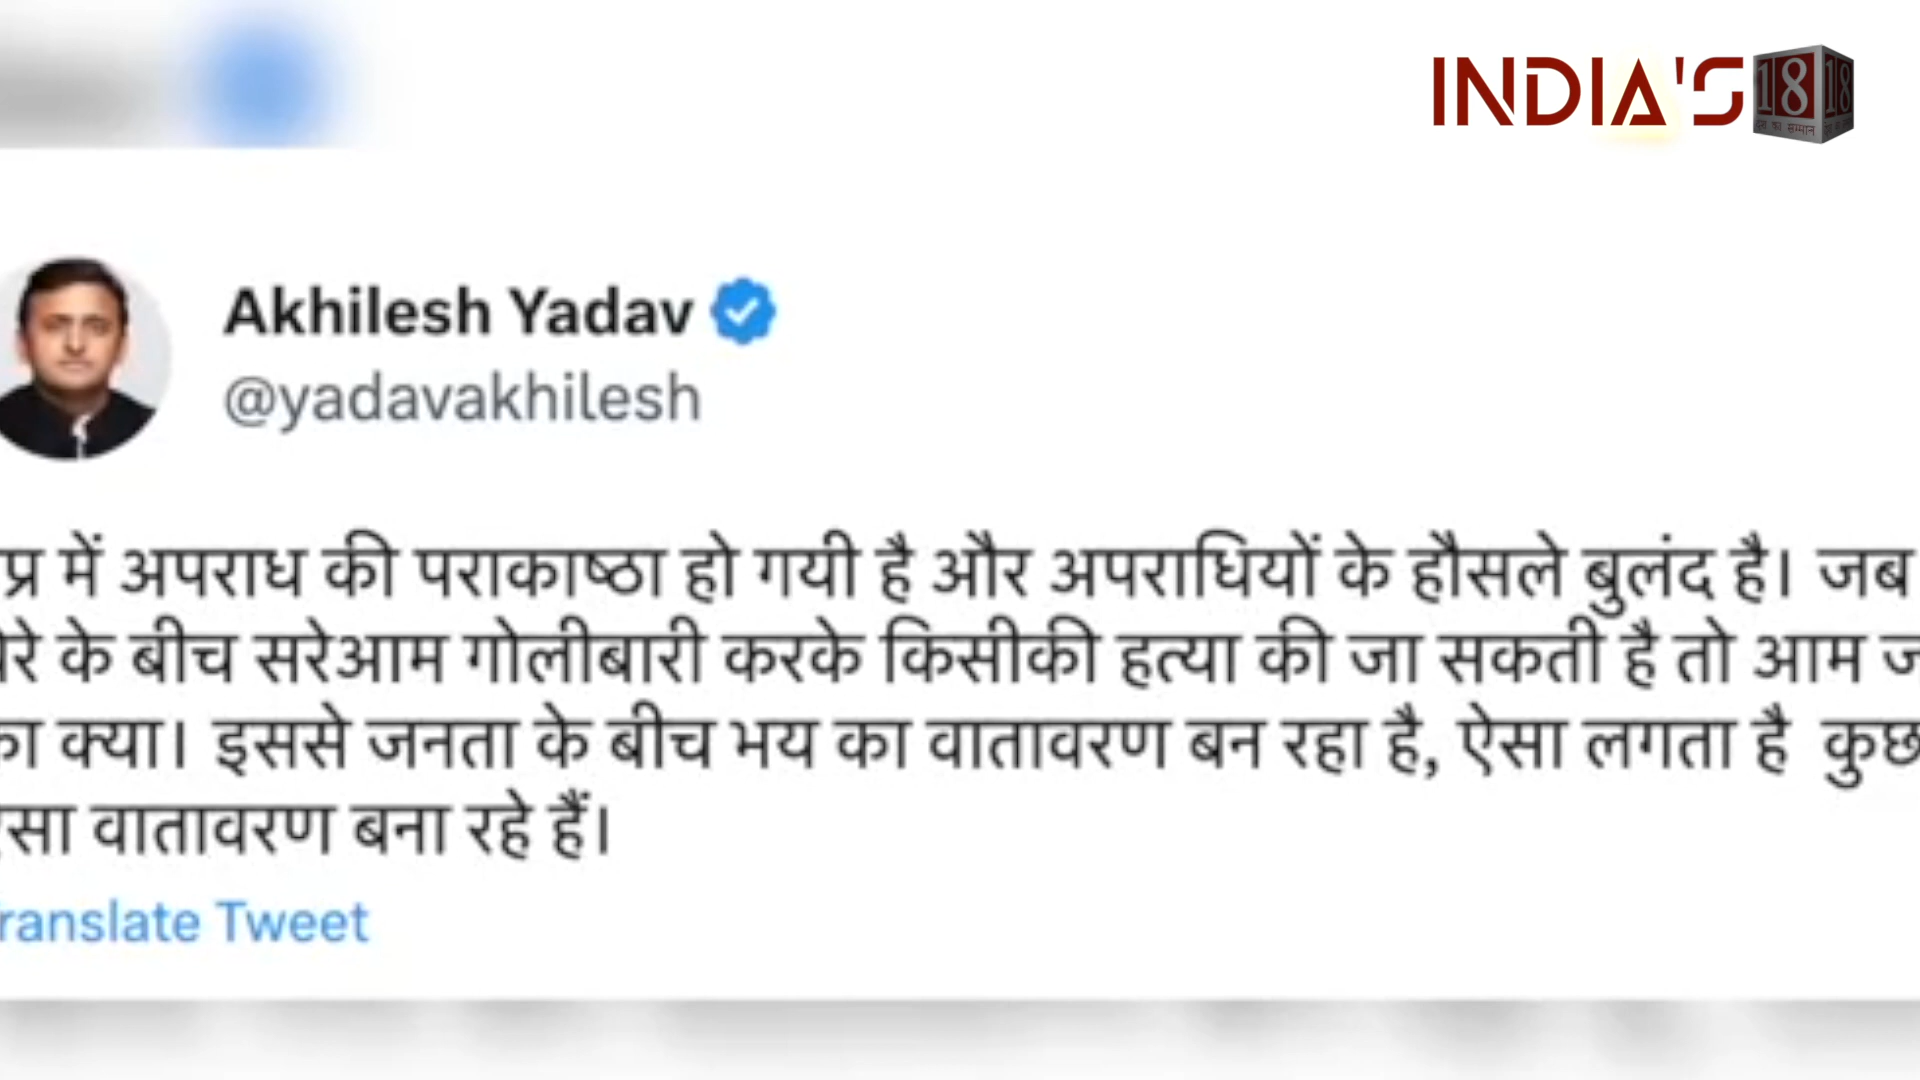 INDIA'S 18 18
Akhilesh Yadav
@yadavakhilesh
प्र में अपराध की पराकाष्ठा हो गयी है और अपराधियों के हौसले बुलंद है। जब
के बीच सरेआम गोलीबारी करके किसीकी हत्या की जा सकती है तो आम
का क्या। इससे जनता के बीच भय का वातावरण बन रहा है, ऐसा लगता है कुछ
वातावरण बना रहे हैं।
ranslate Tweet